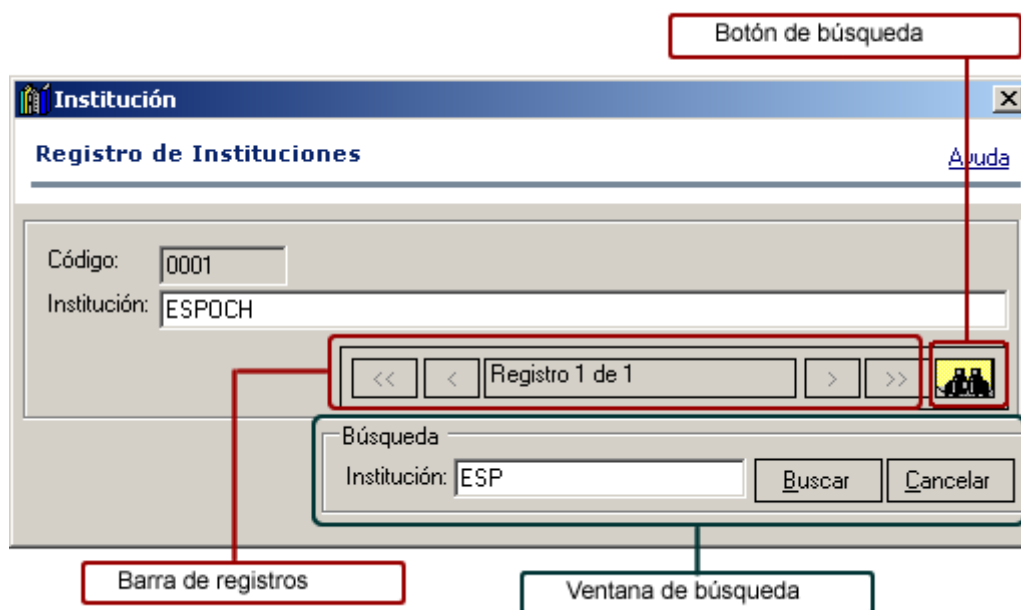 Botón de búsqueda
Institución
Registro de Instituciones
Ayuda
Código: 0001
Institución: ESPOCH
<< < Registro 1 de 1 > >>
Búsqueda
Institución: ESP Buscar Cancelar
Barra de registros
Ventana de búsqueda